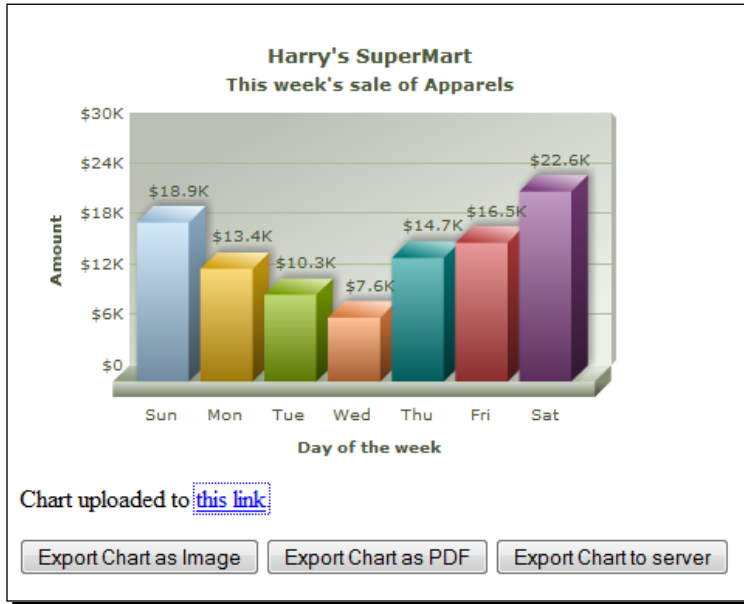 Harry's SuperMart
This week's sale of Apparels
$30K
$24K
$18K
$12K
$6K
$0
Amount
$18.9K
$13.4K
$10.3K
$7.6K
$14.7K
$16.5K
$22.6K
Sun Mon Tue Wed Thu Fri Sat
Day of the week
Chart uploaded to this link
Export Chart as Image Export Chart as PDF Export Chart to server